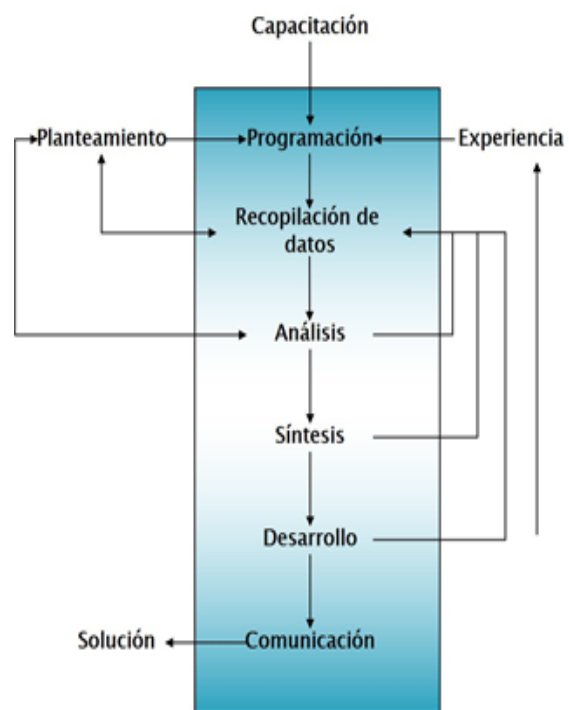 Capacitación
Planteamiento
Programación
Experiencia
Recopilación de
datos
Análisis
Síntesis
Desarrollo
Solución
Comunicación